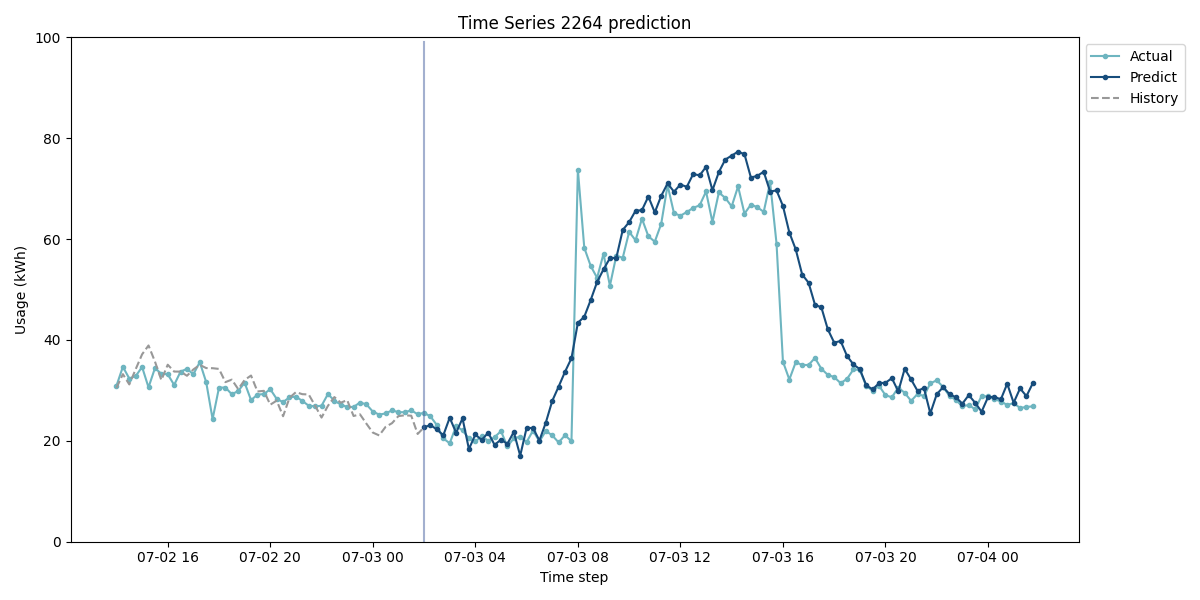 Time Series 2264 prediction
100
80
60
40
20
0
Usage (kWh)
07-02 16
07-02 20
07-03 00
07-03 04
07-03 08
07-03 12
07-03 16
07-03 20
07-04 00
Time step
Actual
Predict
History